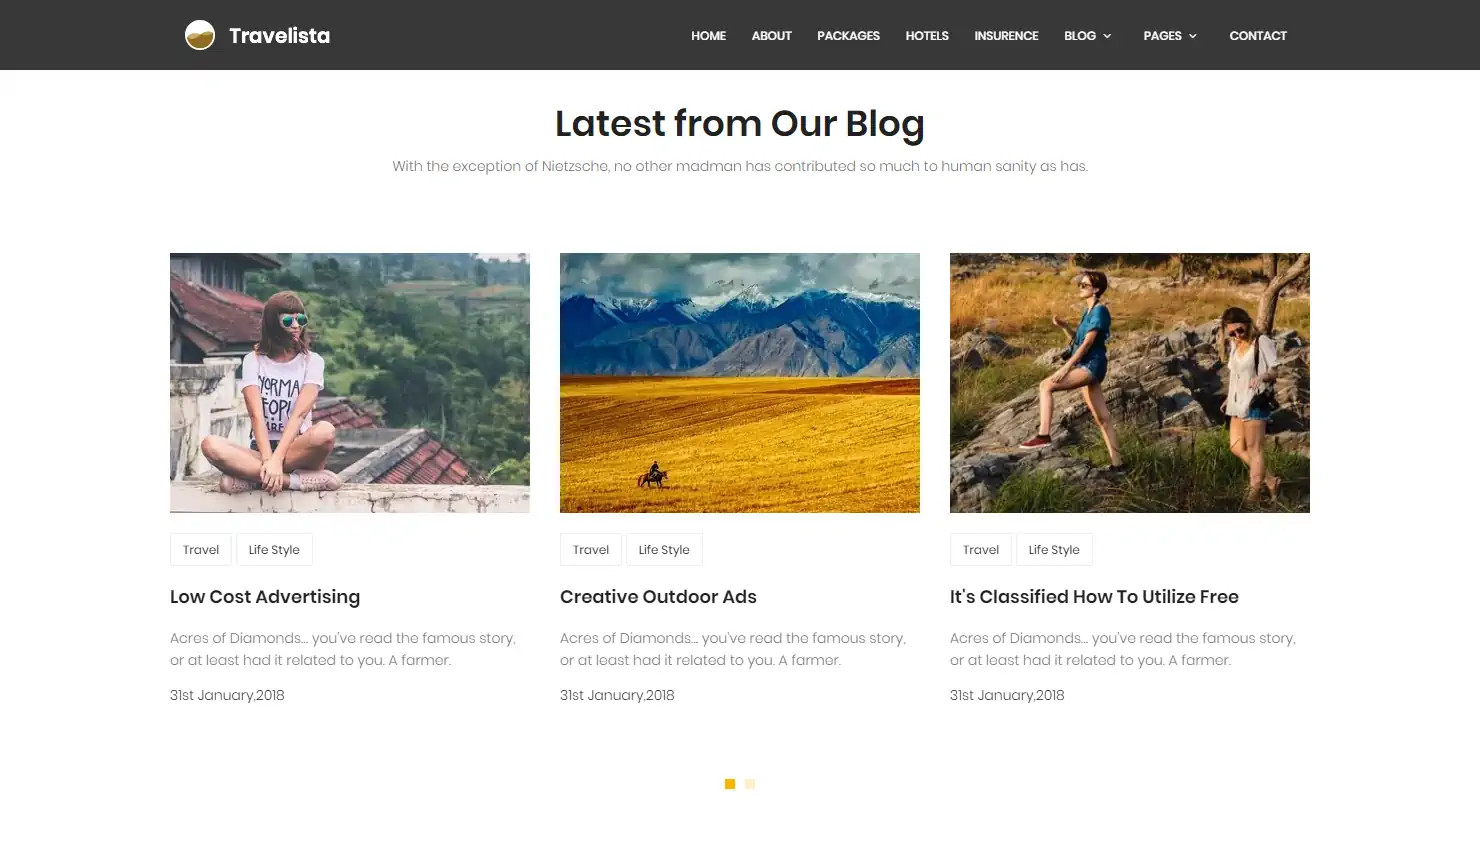 Travelista
HOME ABOUT PACKAGES HOTELS INSURENCE BLOG PAGES CONTACT
Latest from Our Blog
With the exception of Nietzsche, no other madman has contributed so much to human sanity as has.
Travel Life Style
Low Cost Advertising
Acres of Diamonds... you've read the famous story,
or at least had it related to you. A farmer.
31st January,2018
Travel Life Style
Creative Outdoor Ads
Acres of Diamonds... you've read the famous story,
or at least had it related to you. A farmer.
31st January,2018
Travel Life Style
It's Classified How To Utilize Free
Acres of Diamonds... you've read the famous story,
or at least had it related to you. A farmer.
31st January,2018